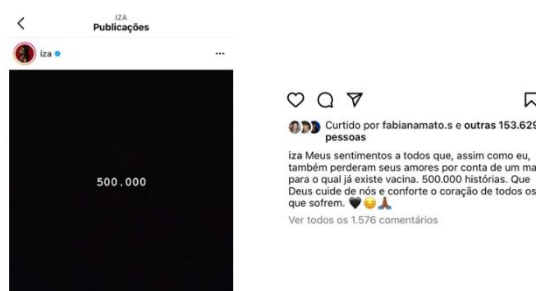 IZA
Publicações
iza
500.000
Curtido por fabianamato.s e outras 153.629
pessoas
iza Meus sentimentos a todos que, assim como eu,
também perderam seus amores por conta de um ma
para o qual já existe vacina. 500.000 histórias. Que
Deus cuide de nós e conforte o coração de todos os
que sofrem. 🖤😔🙏🏾
Ver todos os 1.576 comentários